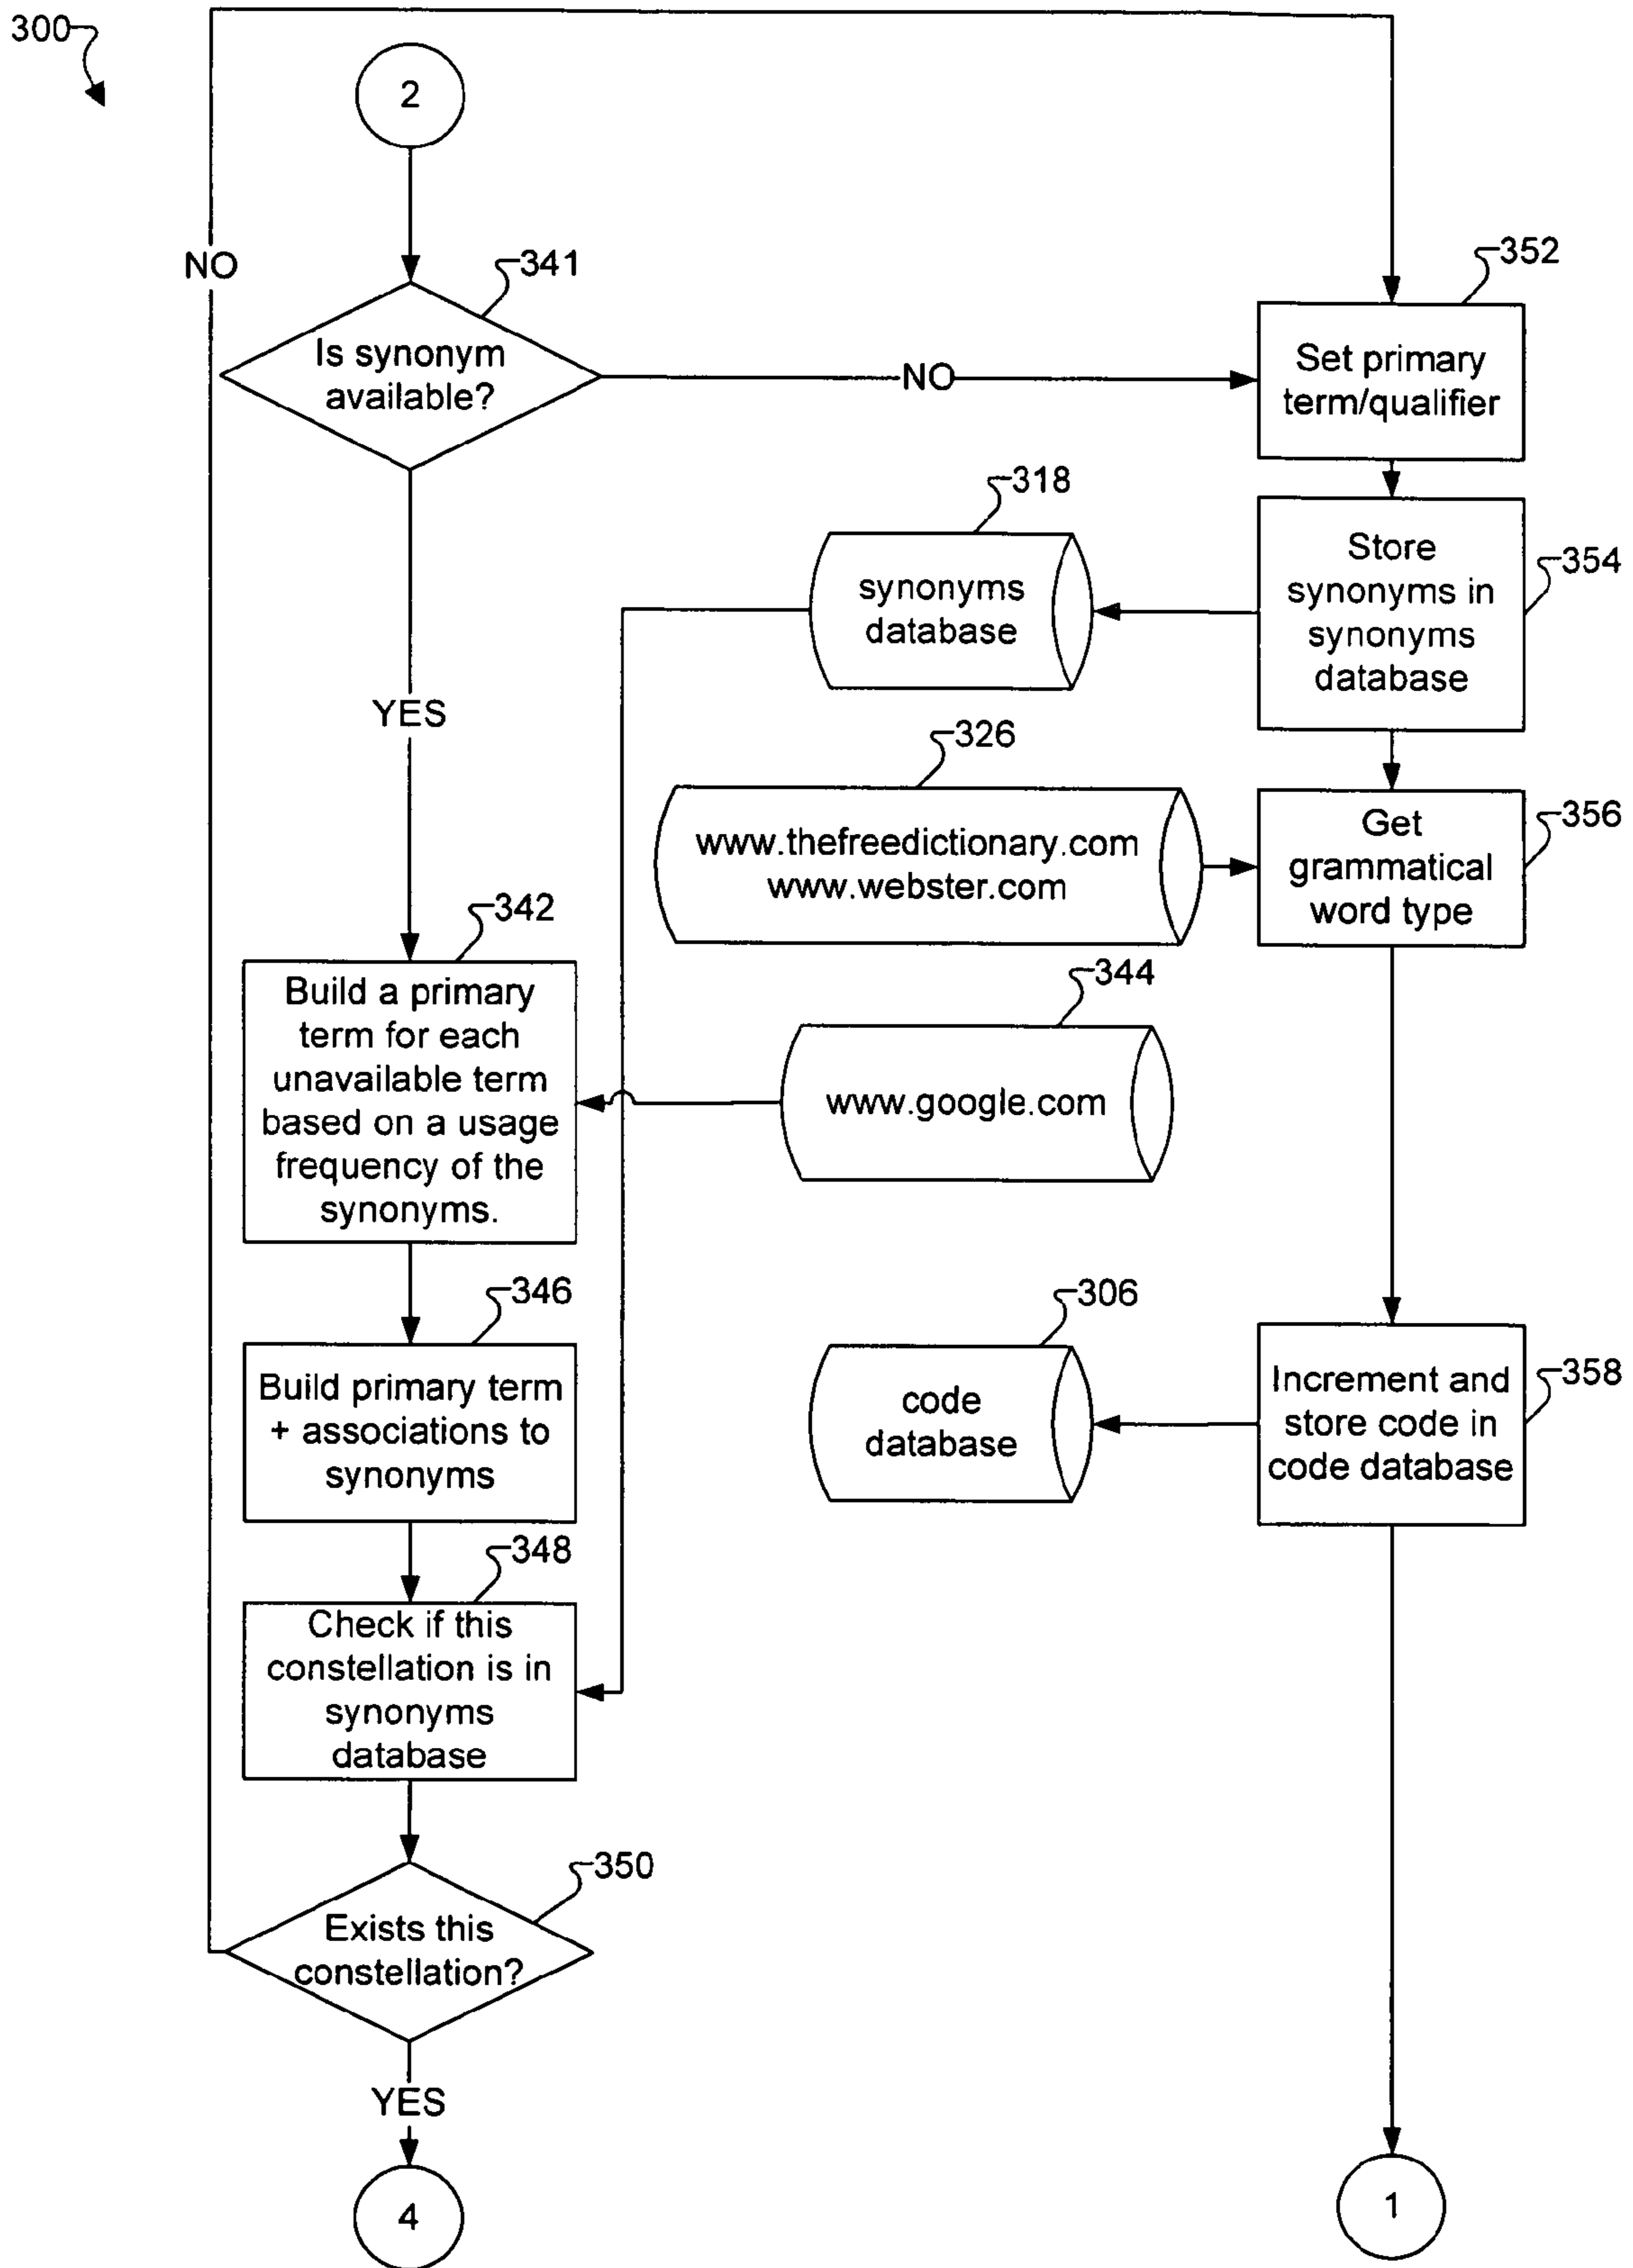 300
2
NO
341
Is synonym
available?
NO
352
Set primary
term/qualifier
318
synonyms
database
Store
synonyms in
synonyms
database
354
YES
326
www.thefreedictionary.com
www.webster.com
Get
grammatical
word type
356
342
Build a primary
term for each
unavailable term
based on a usage
frequency of the
synonyms.
344
www.google.com
346
Build primary term
+ associations to
synonyms
306
code
database
Increment and
store code in
code database
358
348
Check if this
constellation is in
synonyms
database
350
Exists this
constellation?
YES
4
1